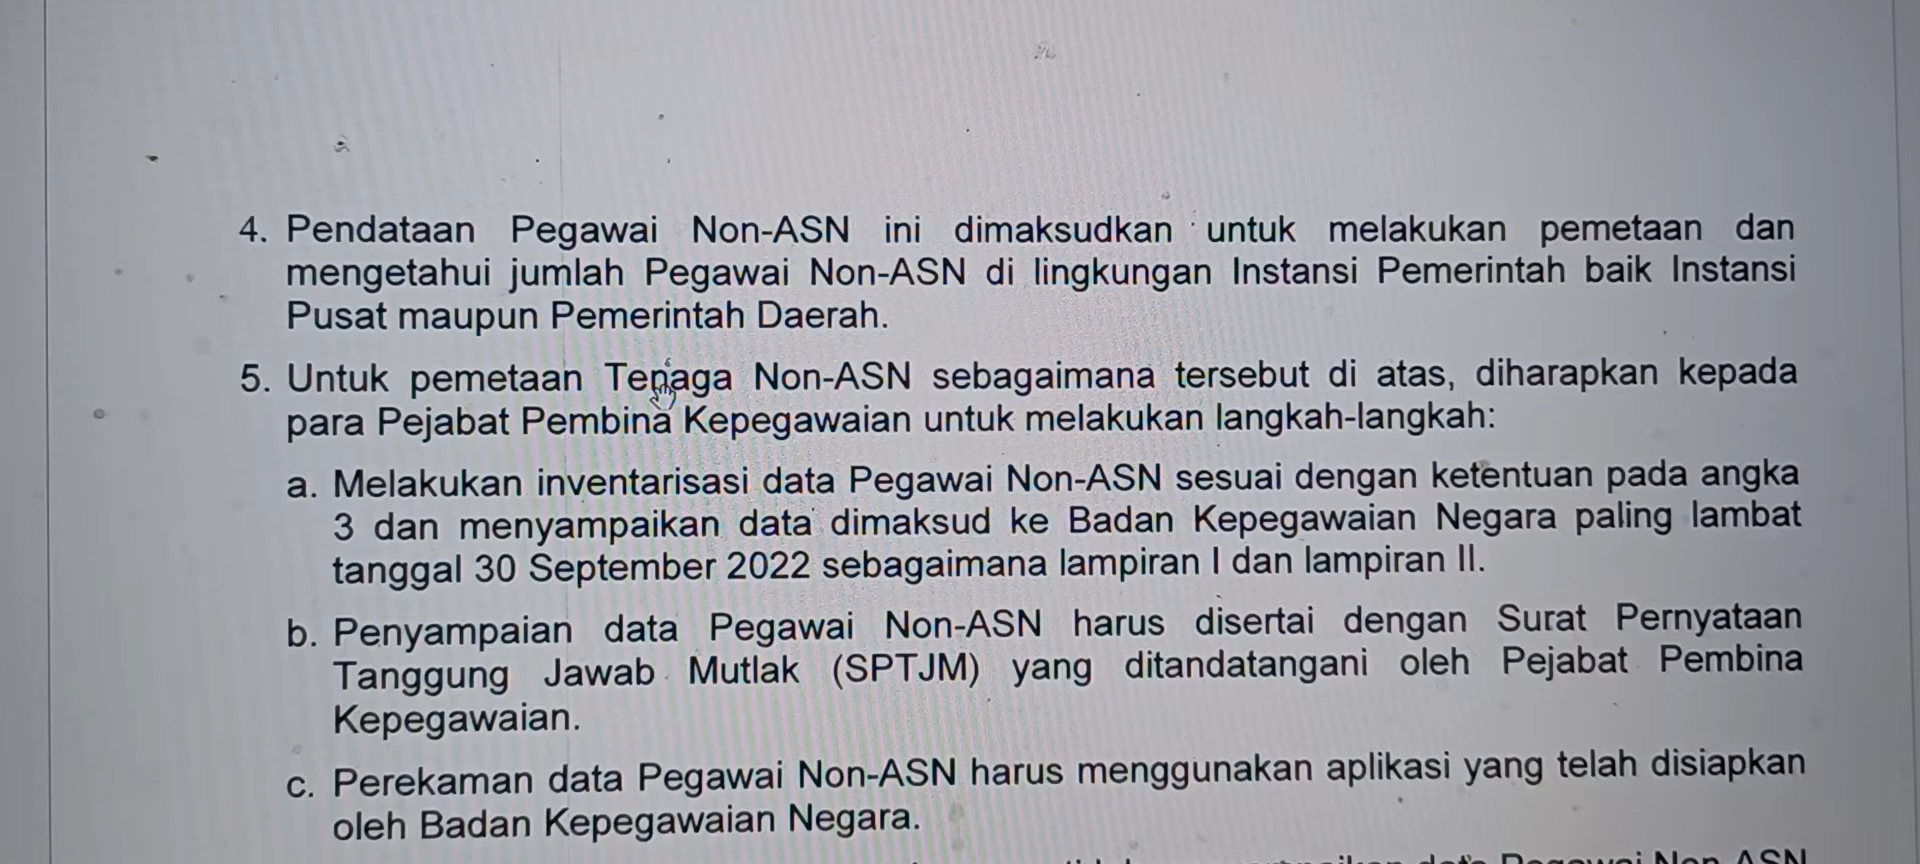 4. Pendataan Pegawai Non-ASN ini dimaksudkan untuk melakukan pemetaan dan
mengetahui jumlah Pegawai Non-ASN di lingkungan Instansi Pemerintah baik Instansi
Pusat maupun Pemerintah Daerah.
5. Untuk pemetaan Tenaga Non-ASN sebagaimana tersebut di atas, diharapkan kepada
para Pejabat Pembina Kepegawaian untuk melakukan langkah-langkah:
a. Melakukan inventarisasi data Pegawai Non-ASN sesuai dengan ketentuan pada angka
3 dan menyampaikan data dimaksud ke Badan Kepegawaian Negara paling lambat
tanggal 30 September 2022 sebagaimana lampiran I dan lampiran II.
b. Penyampaian data Pegawai Non-ASN harus disertai dengan Surat Pernyataan
Tanggung Jawab Mutlak (SPTJM) yang ditandatangani oleh Pejabat Pembina
Kepegawaian.
c. Perekaman data Pegawai Non-ASN harus menggunakan aplikasi yang telah disiapkan
oleh Badan Kepegawaian Negara.
data Pegawai Non-ASN